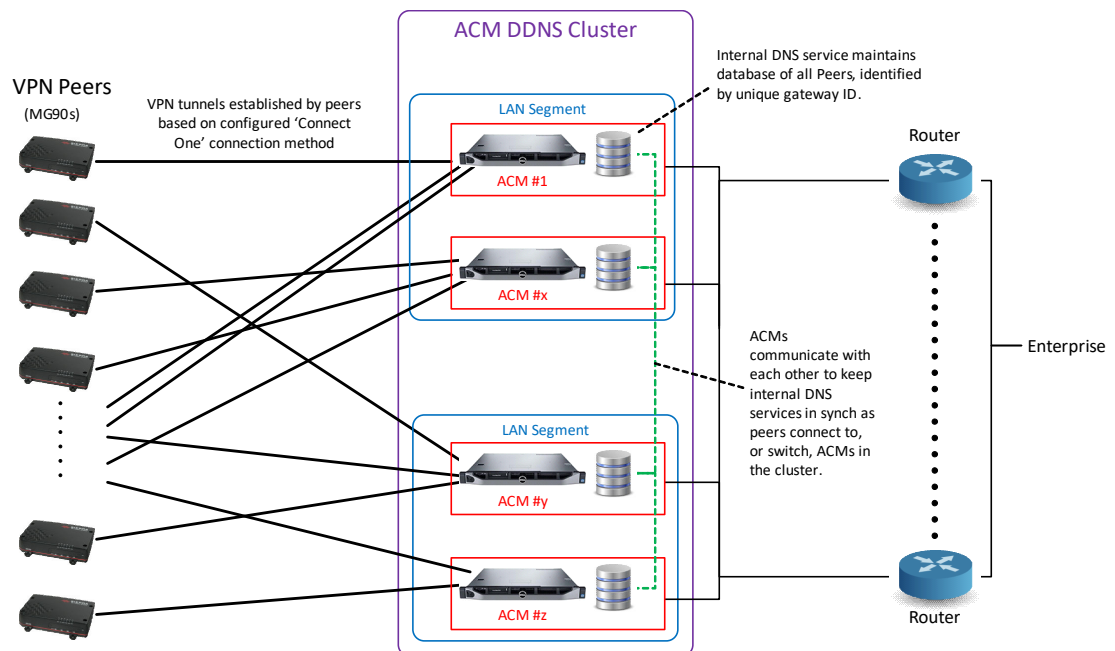 ACM DDNS Cluster
VPN Peers
(MG90s)
VPN tunnels established by peers
based on configured ‘Connect
One’ connection method
Internal DNS service maintains
database of all Peers, identified
by unique gateway ID.
LAN Segment
ACM #1
ACM #x
Router
ACMs
communicate with
each other to keep
internal DNS
services in synch as
peers connect to,
or switch, ACMs in
the cluster.
Enterprise
LAN Segment
ACM #y
ACM #z
Router